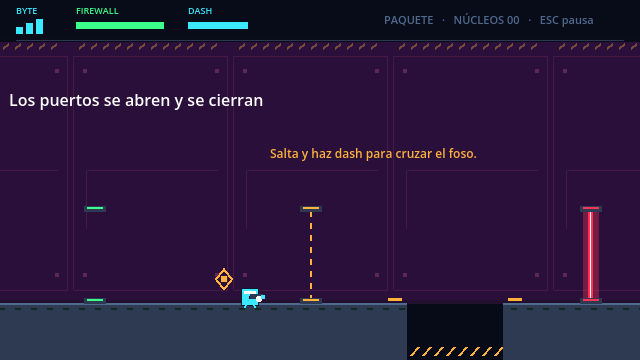 BYTE
FIREWALL
DASH
PAQUETE · NÚCLEOS 00 · ESC pausa
Los puertos se abren y se cierran
Salta y haz dash para cruzar el foso.